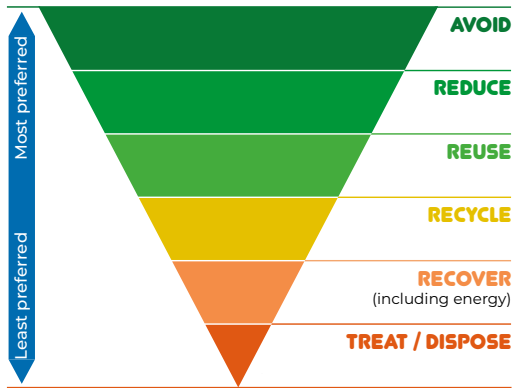 Most preferred
Least preferred
AVOID
REDUCE
REUSE
RECYCLE
RECOVER
(including energy)
TREAT / DISPOSE